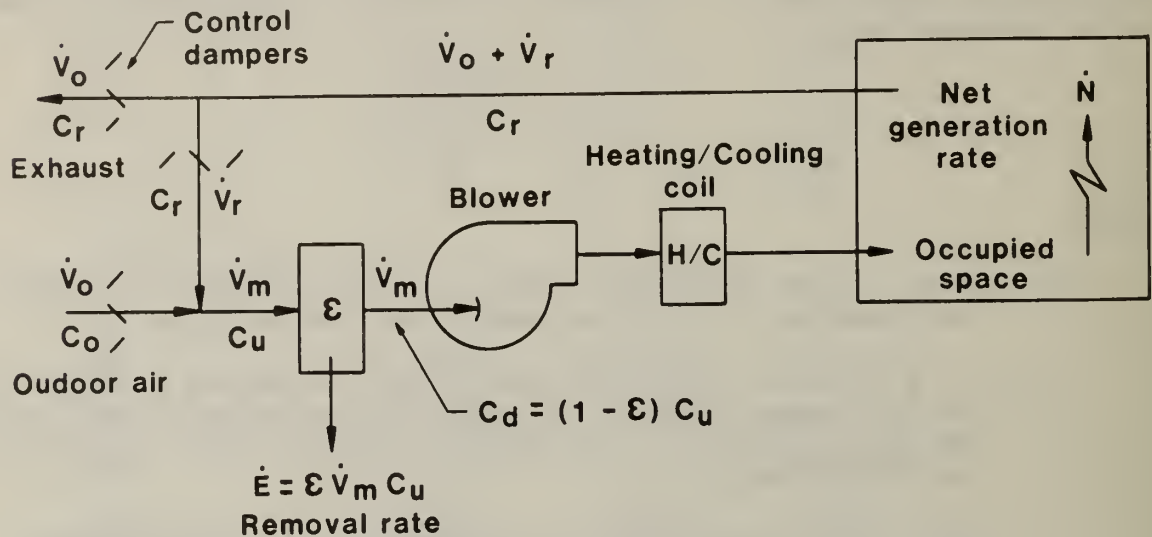 Control
dampers
V̇o
V̇o + V̇r
Cr
Exhaust
Cr
Cr
V̇r
Net
generation
rate
Ṅ
Heating/Cooling
coil
Blower
H/C
Occupied
space
V̇o
Co
Oudoor air
V̇m
Cu
ε
V̇m
Cd = (1 - ε) Cu
Ė = ε V̇m Cu
Removal rate